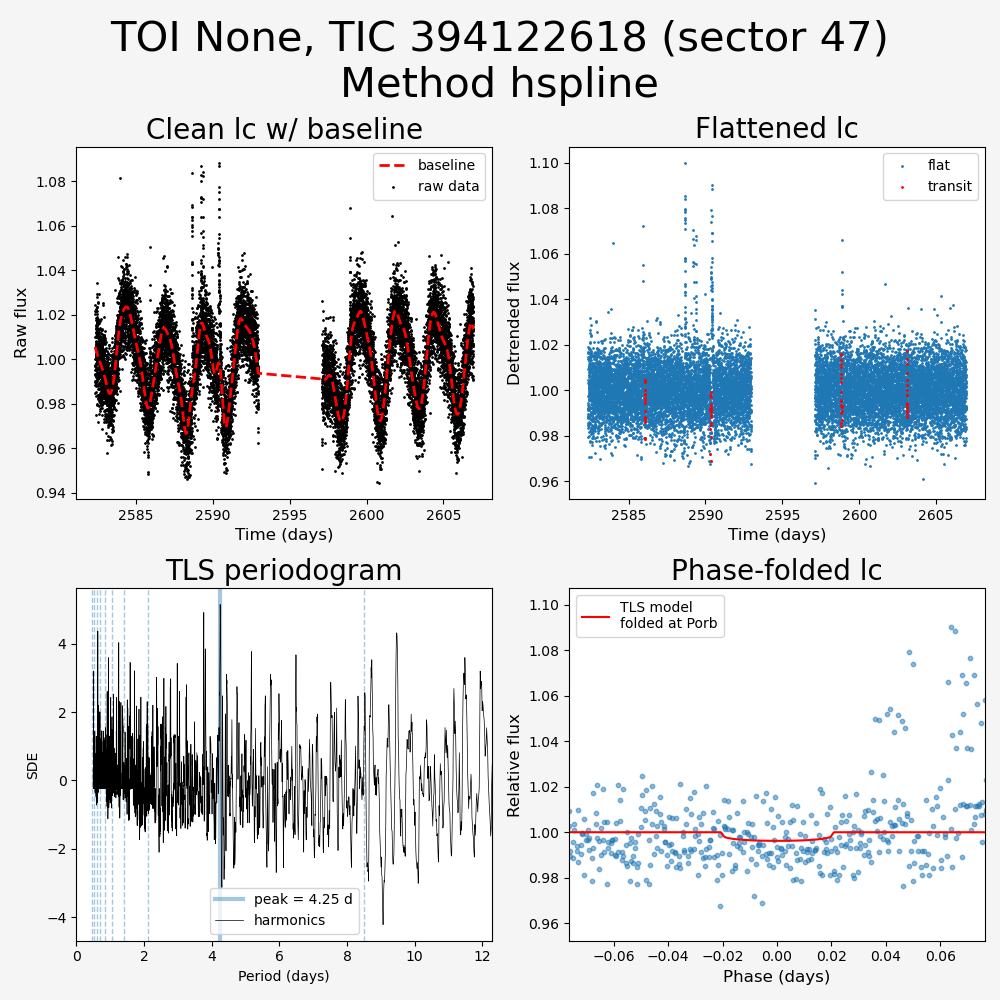 TOI None, TIC 394122618 (sector 47)
Method hspline
Clean lc w/ baseline
Flattened lc
baseline
raw data
flat
transit
Raw flux
1.08
1.06
1.04
1.02
1.00
0.98
0.96
0.94
2585
2590
2595
2600
2605
Time (days)
Detrended flux
1.10
1.08
1.06
1.04
1.02
1.00
0.98
0.96
2585
2590
2595
2600
2605
Time (days)
TLS periodogram
Phase-folded lc
SDE
4
2
0
−2
−4
peak = 4.25 d
harmonics
0
2
4
6
8
10
12
Period (days)
TLS model
folded at Porb
Relative flux
1.10
1.08
1.06
1.04
1.02
1.00
0.98
0.96
−0.06
−0.04
−0.02
0.00
0.02
0.04
0.06
Phase (days)